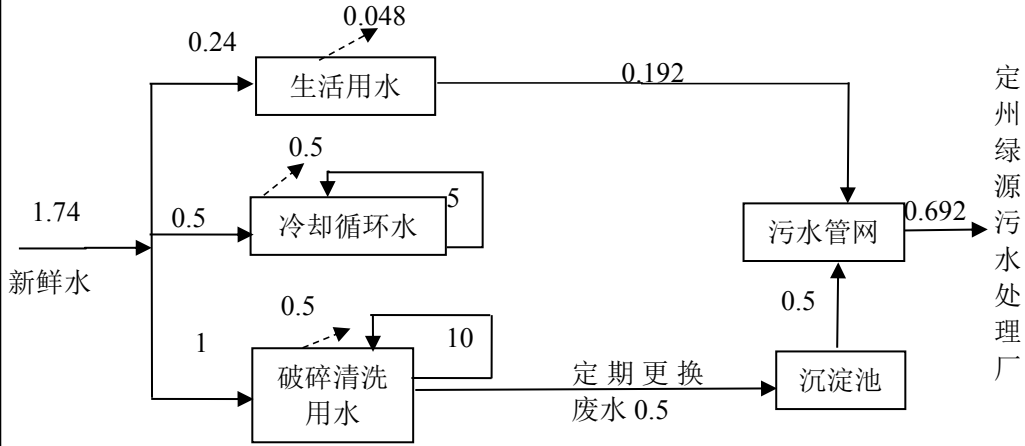 0.048
0.24
生活用水
0.192
0.5
5
1.74
0.5
冷却循环水
新鲜水
污水管网
0.692
定州绿源污水处理厂
0.5
1
10
0.5
破碎清洗
用水
定期更换
废水 0.5
沉淀池